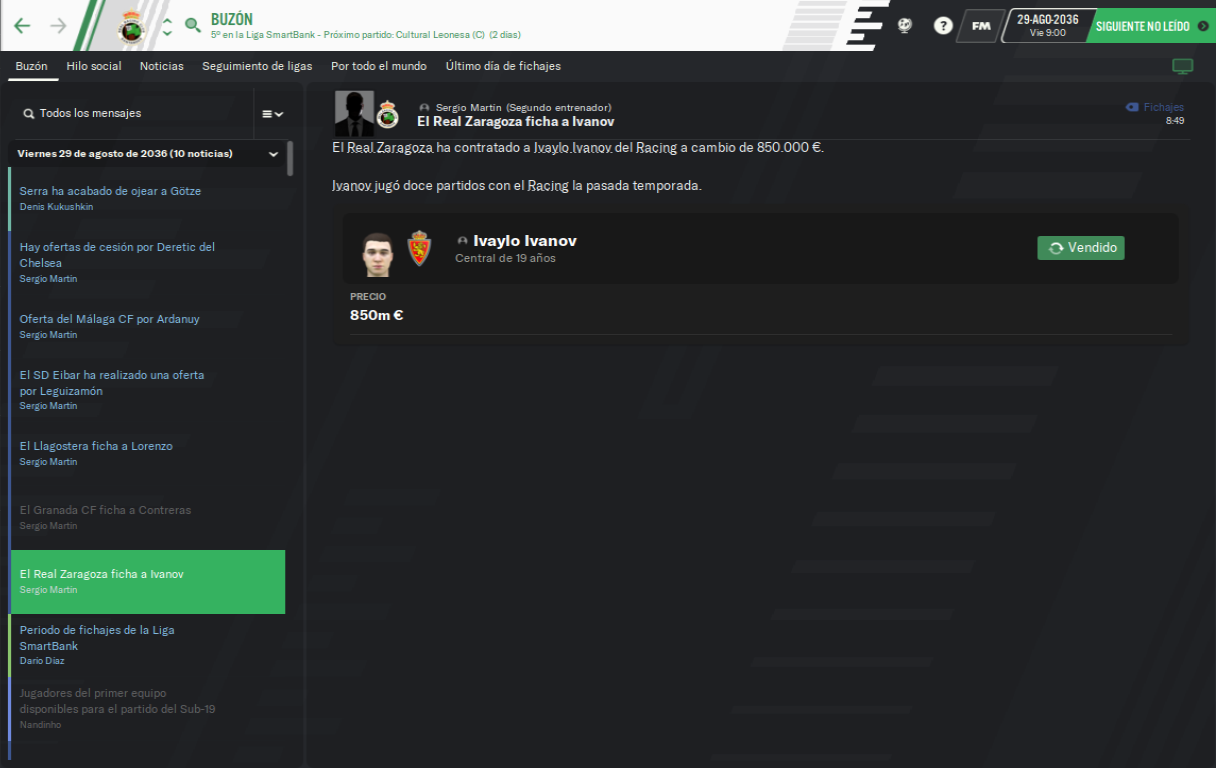 BUZÓN
5º en la Liga SmartBank - Próximo partido: Cultural Leonesa (C) (2 días)
?
FM
29-AGO-2036
Vie 9:00
SIGUIENTE NO LEÍDO
Buzón Hilo social Noticias Seguimiento de ligas Por todo el mundo Último día de fichajes
Todos los mensajes
Viernes 29 de agosto de 2036 (10 noticias)
Serra ha acabado de ojear a Götze
Denis Kukushkin
Hay ofertas de cesión por Deretic del
Chelsea
Sergio Martín
Oferta del Málaga CF por Ardanuy
Sergio Martín
El SD Eibar ha realizado una oferta
por Leguizamón
Sergio Martín
El Llagostera ficha a Lorenzo
Sergio Martín
El Granada CF ficha a Contreras
Sergio Martín
El Real Zaragoza ficha a Ivanov
Sergio Martín
Periodo de fichajes de la Liga
SmartBank
Darío Díaz
Jugadores del primer equipo
disponibles para el partido del Sub-19
Nandinho
Sergio Martín (Segundo entrenador)
El Real Zaragoza ficha a Ivanov
Fichajes
8:49
El Real Zaragoza ha contratado a Ivaylo Ivanov del Racing a cambio de 850.000 €.
Ivanov jugó doce partidos con el Racing la pasada temporada.
Ivaylo Ivanov
Central de 19 años
Vendido
PRECIO
850m €